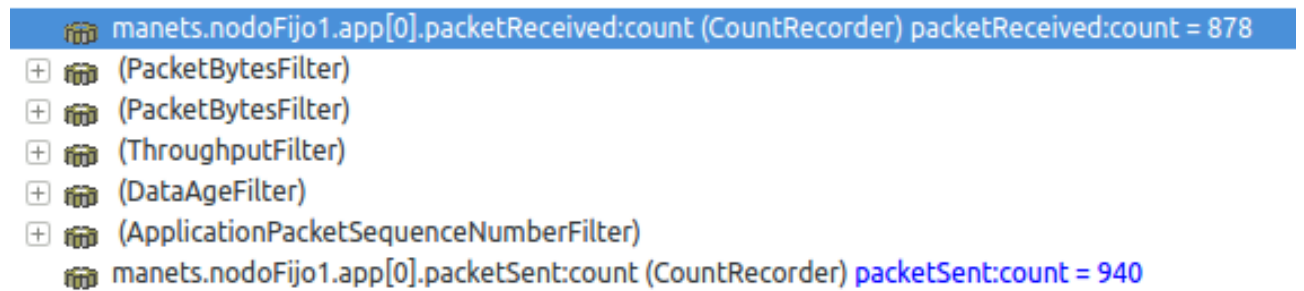 manets.nodoFijo1.app[0].packetReceived:count (CountRecorder) packetReceived:count = 878
(PacketBytesFilter)
(PacketBytesFilter)
(ThroughputFilter)
(DataAgeFilter)
(ApplicationPacketSequenceNumberFilter)
manets.nodoFijo1.app[0].packetSent:count (CountRecorder) packetSent:count = 940